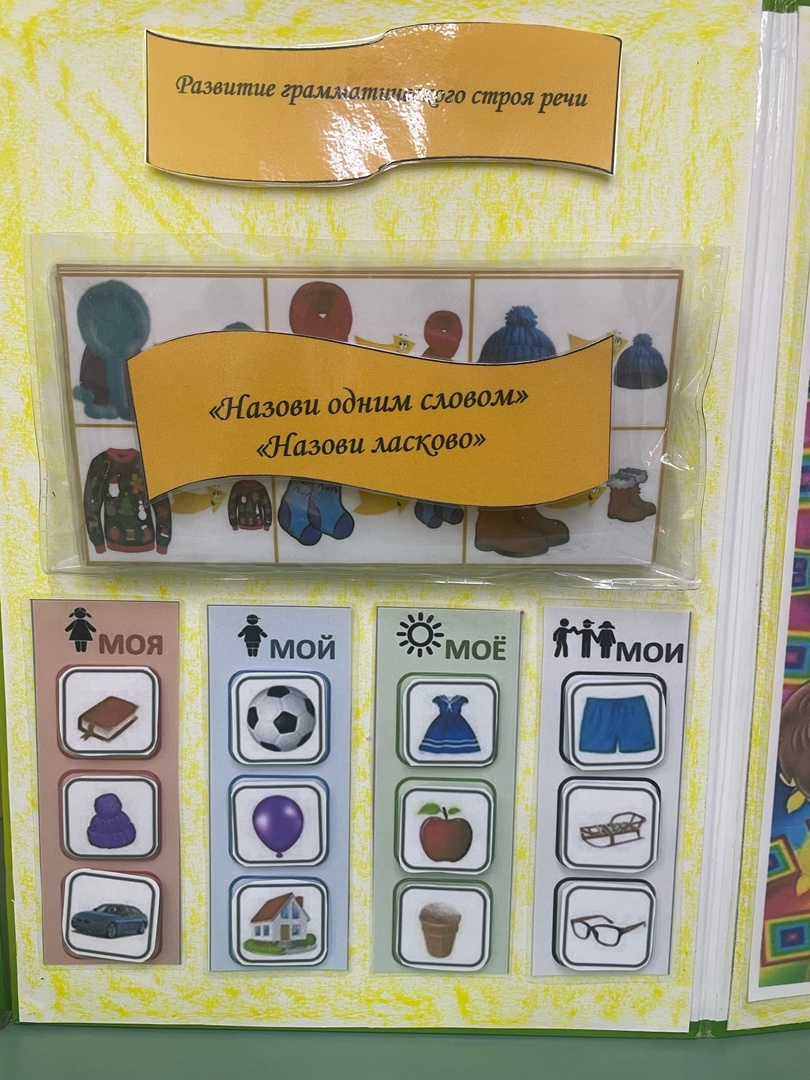 Развитие грамматического строя речи
«Назови одним словом»
«Назови ласково»
МОЯ
МОЙ
МОЁ
МОИ